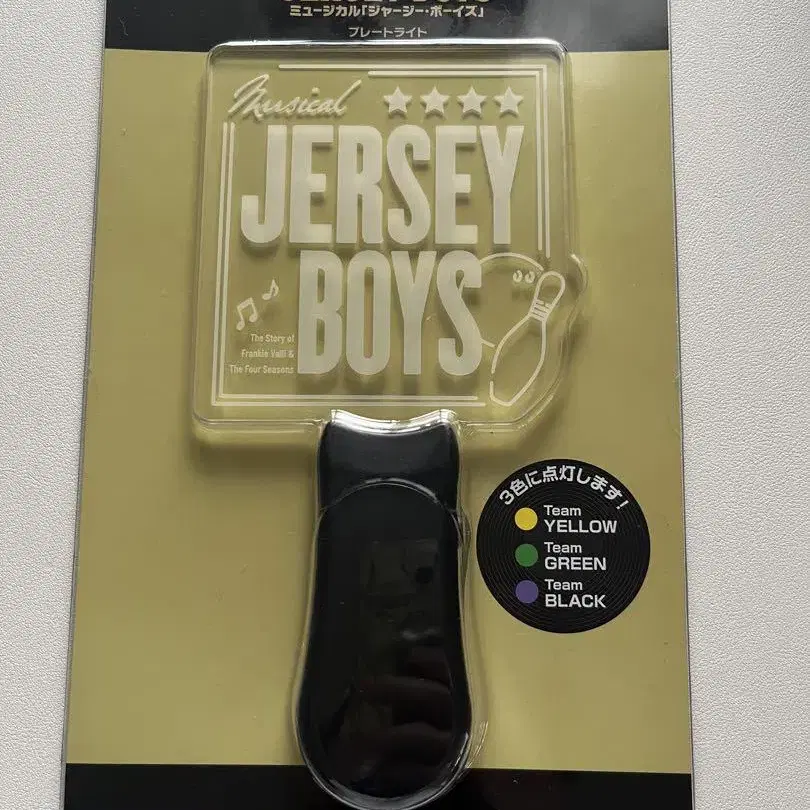 JERSEY BOYS
ミュージカル「ジャージー・ボーイズ」
プレートライト
Musical
JERSEY
BOYS
The Story of
Frankie Valli &
The Four Seasons
3色に点灯します!
Team
YELLOW
Team
GREEN
Team
BLACK